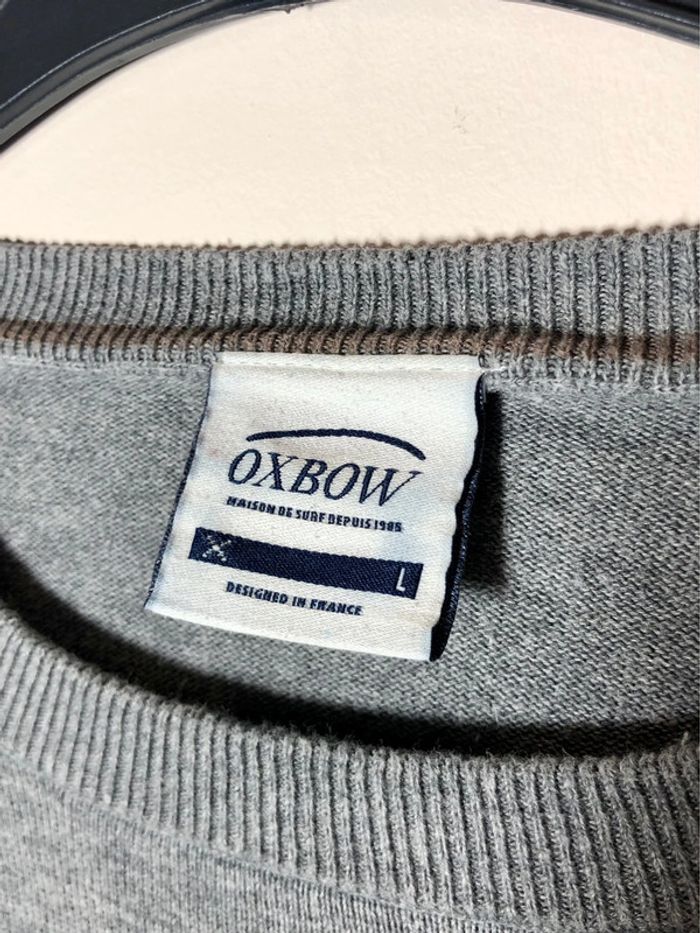 OXBOW
MAISON DE SURF DEPUIS 1985
L
DESIGNED IN FRANCE